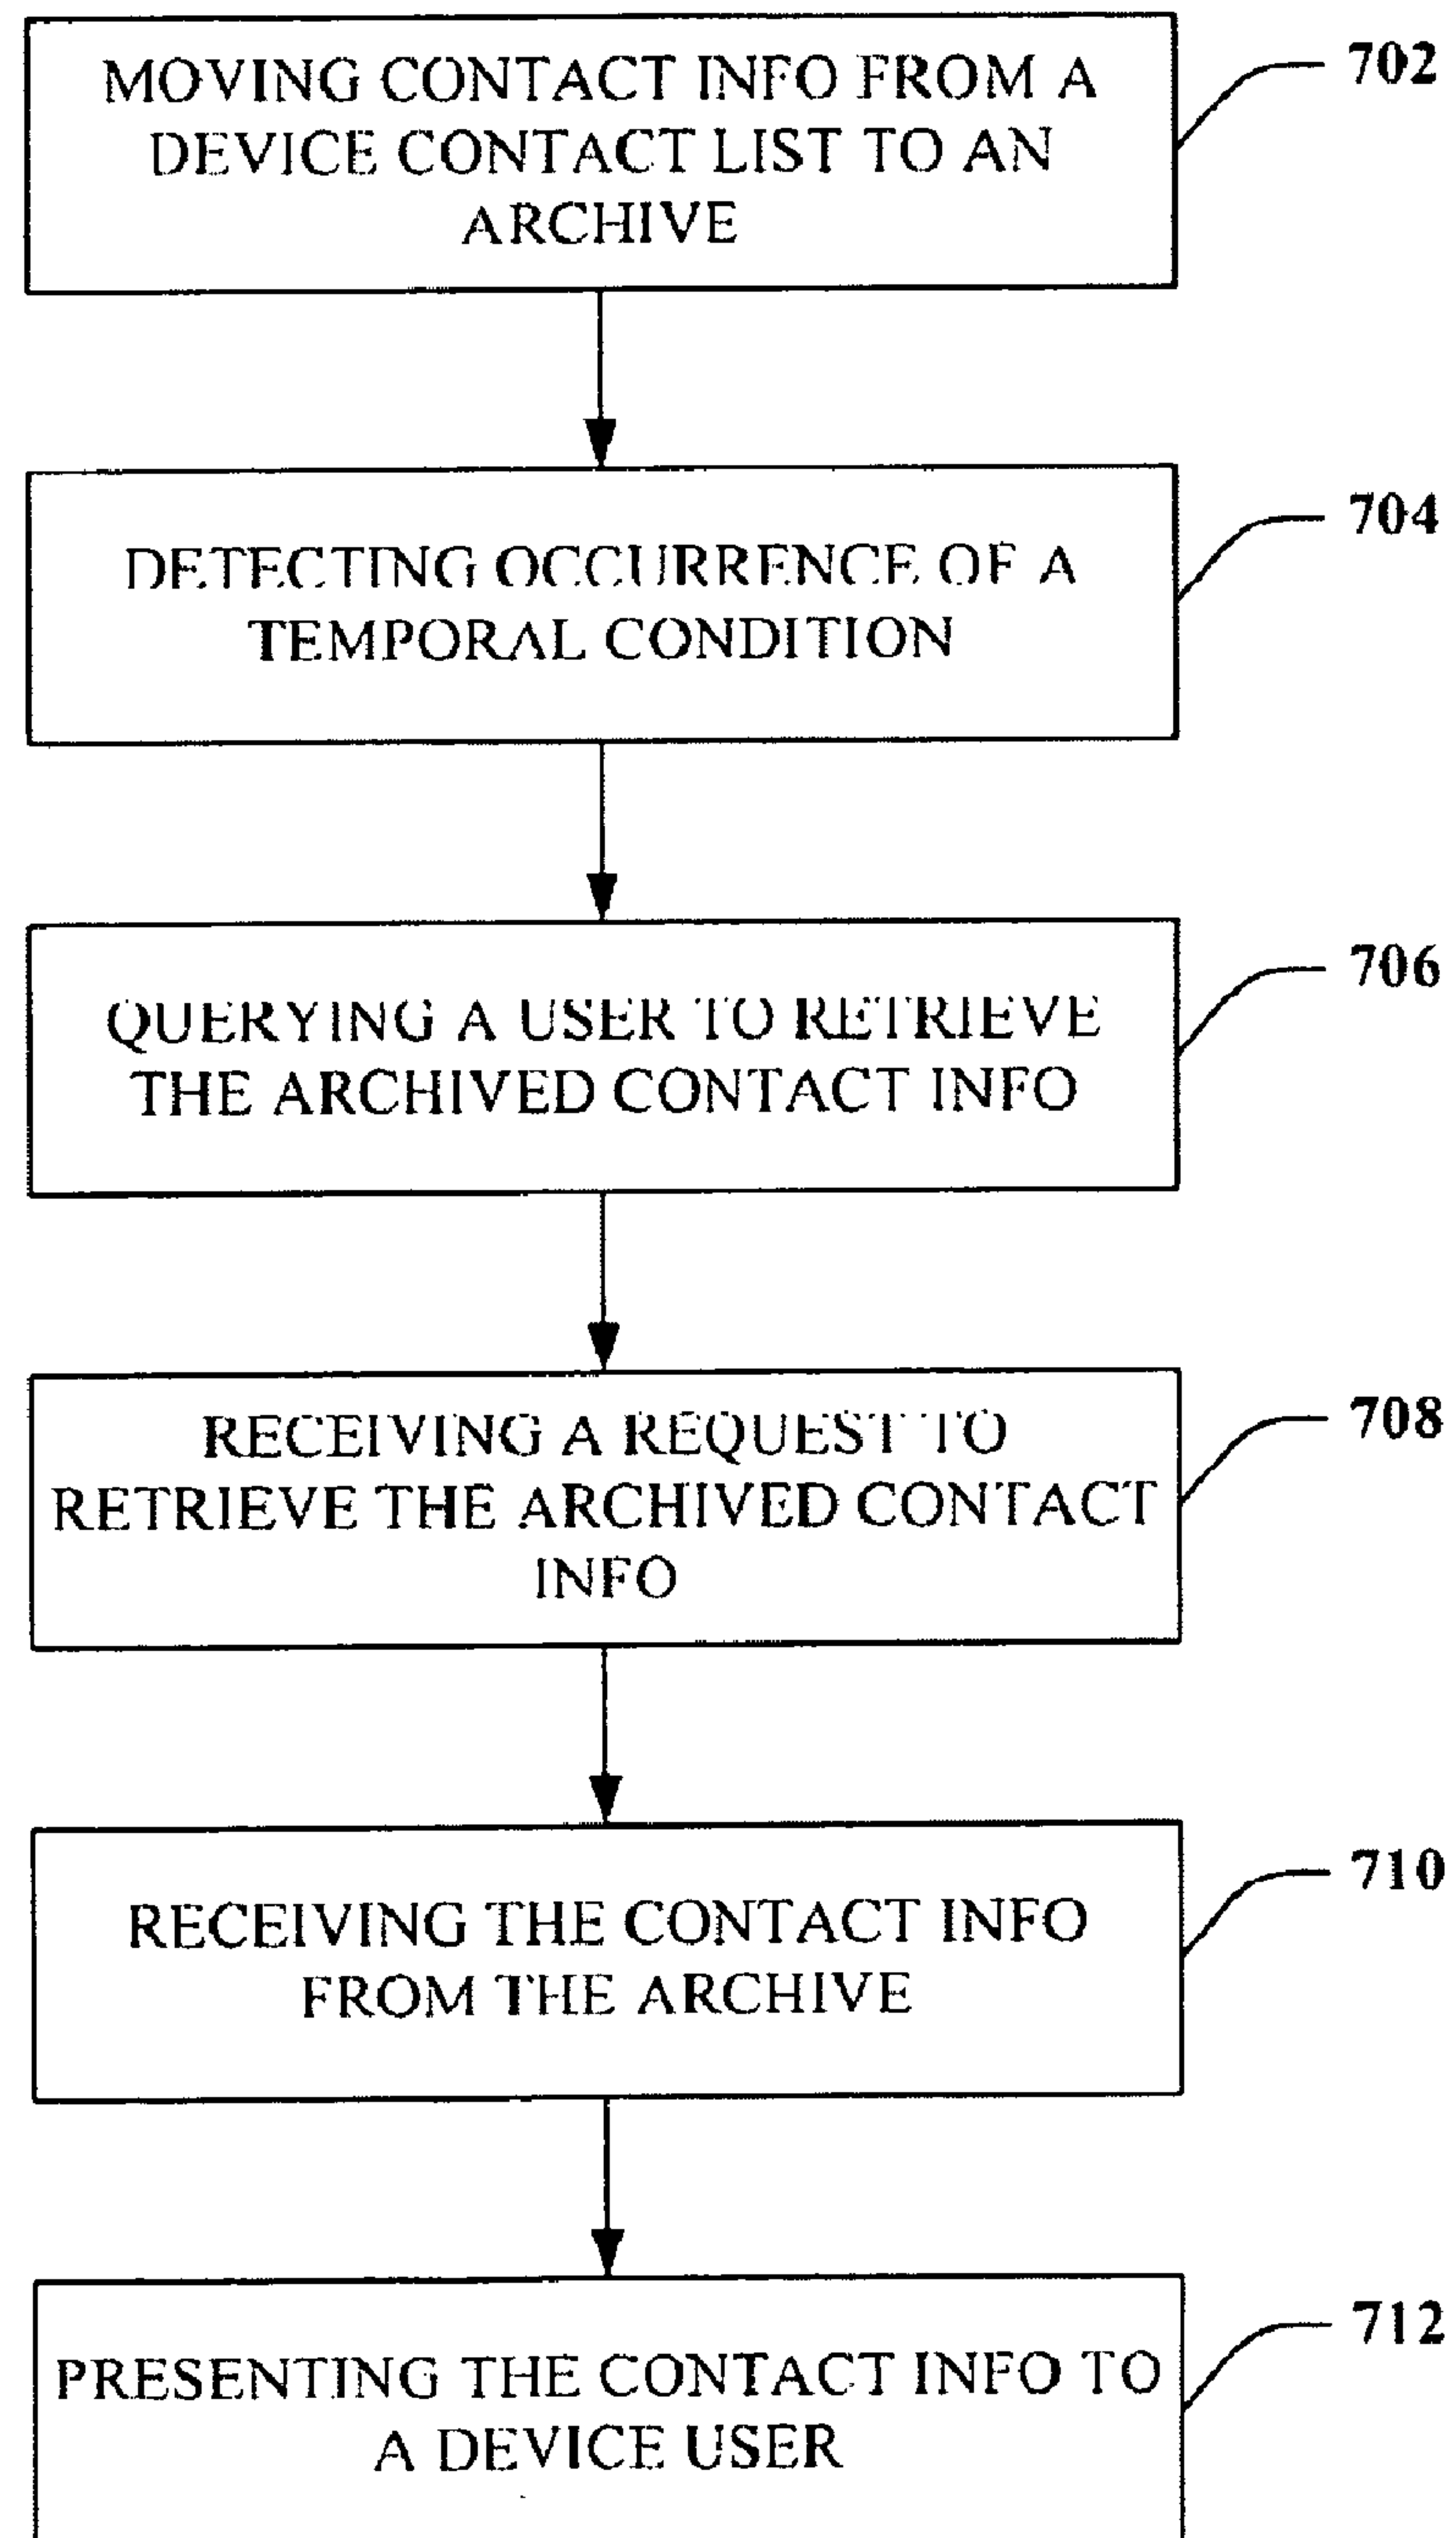 MOVING CONTACT INFO FROM A
DEVICE CONTACT LIST TO AN
ARCHIVE
702
DETECTING OCCURRENCE OF A
TEMPORAL CONDITION
704
QUERYING A USER TO RETRIEVE
THE ARCHIVED CONTACT INFO
706
RECEIVING A REQUEST TO
RETRIEVE THE ARCHIVED CONTACT
INFO
708
RECEIVING THE CONTACT INFO
FROM THE ARCHIVE
710
PRESENTING THE CONTACT INFO TO
A DEVICE USER
712